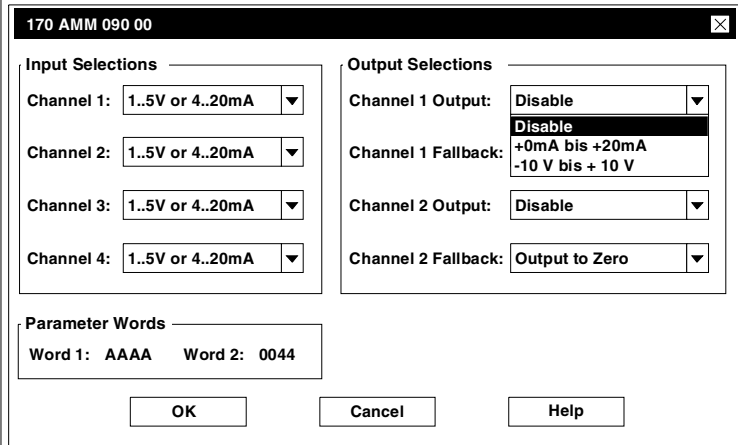 170 AMM 090 00
Input Selections
Channel 1: 1..5V or 4..20mA
Channel 2: 1..5V or 4..20mA
Channel 3: 1..5V or 4..20mA
Channel 4: 1..5V or 4..20mA
Output Selections
Channel 1 Output: Disable
Disable
+0mA bis +20mA
-10 V bis + 10 V
Channel 1 Fallback:
Channel 2 Output: Disable
Channel 2 Fallback: Output to Zero
Parameter Words
Word 1: AAAA Word 2: 0044
OK Cancel Help